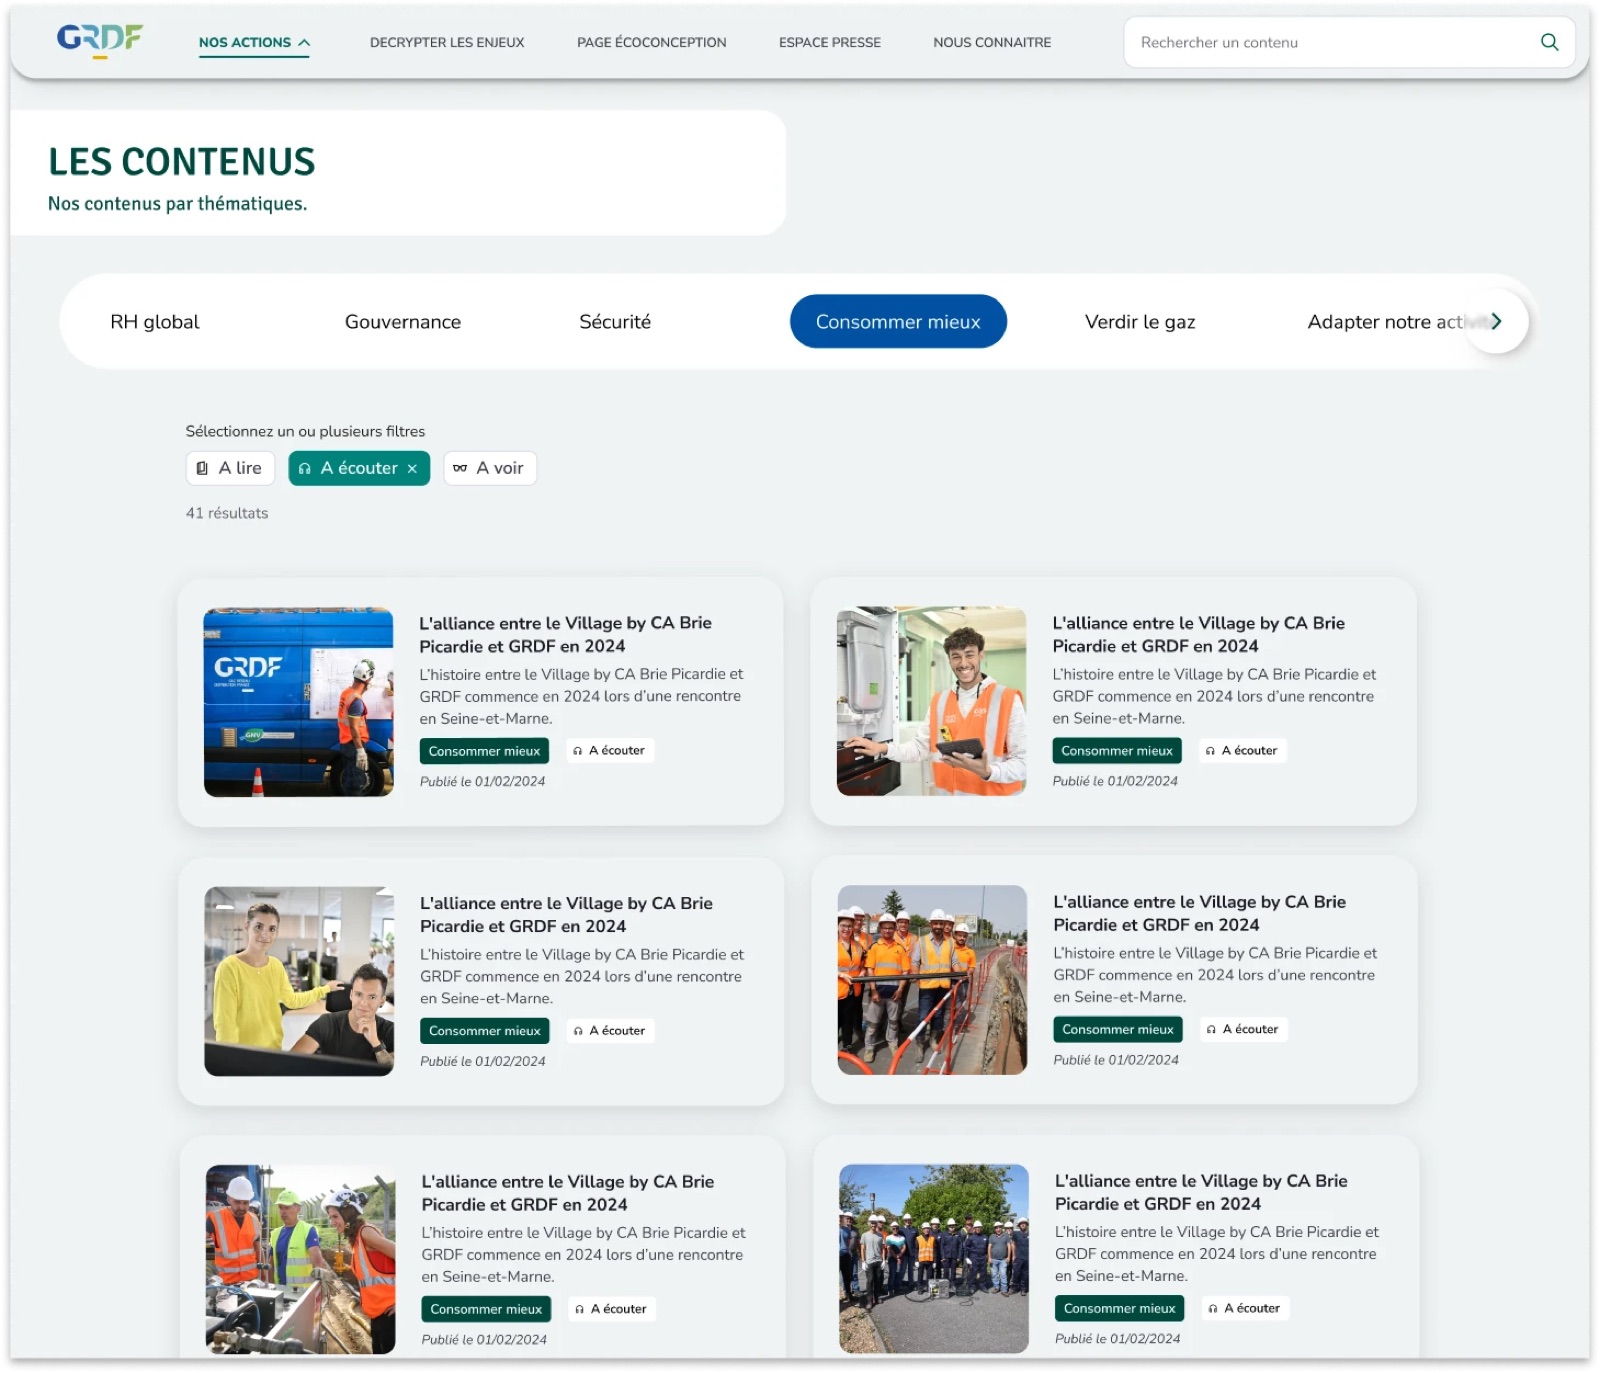 GRDF
NOS ACTIONS
DECRYPTER LES ENJEUX
PAGE ÉCOCONCEPTION
ESPACE PRESSE
NOUS CONNAITRE
Rechercher un contenu
LES CONTENUS
Nos contenus par thématiques.
RH global
Gouvernance
Sécurité
Consommer mieux
Verdir le gaz
Adapter notre activité
Sélectionnez un ou plusieurs filtres
A lire
A écouter ×
A voir
41 résultats
GRDF
GNV
L'alliance entre le Village by CA Brie
Picardie et GRDF en 2024
L'histoire entre le Village by CA Brie Picardie et
GRDF commence en 2024 lors d'une rencontre
en Seine-et-Marne.
Consommer mieux
A écouter
Publié le 01/02/2024
L'alliance entre le Village by CA Brie
Picardie et GRDF en 2024
L'histoire entre le Village by CA Brie Picardie et
GRDF commence en 2024 lors d'une rencontre
en Seine-et-Marne.
Consommer mieux
A écouter
Publié le 01/02/2024
L'alliance entre le Village by CA Brie
Picardie et GRDF en 2024
L'histoire entre le Village by CA Brie Picardie et
GRDF commence en 2024 lors d'une rencontre
en Seine-et-Marne.
Consommer mieux
A écouter
Publié le 01/02/2024
L'alliance entre le Village by CA Brie
Picardie et GRDF en 2024
L'histoire entre le Village by CA Brie Picardie et
GRDF commence en 2024 lors d'une rencontre
en Seine-et-Marne.
Consommer mieux
A écouter
Publié le 01/02/2024
L'alliance entre le Village by CA Brie
Picardie et GRDF en 2024
L'histoire entre le Village by CA Brie Picardie et
GRDF commence en 2024 lors d'une rencontre
en Seine-et-Marne.
Consommer mieux
A écouter
Publié le 01/02/2024
L'alliance entre le Village by CA Brie
Picardie et GRDF en 2024
L'histoire entre le Village by CA Brie Picardie et
GRDF commence en 2024 lors d'une rencontre
en Seine-et-Marne.
Consommer mieux
A écouter
Publié le 01/02/2024